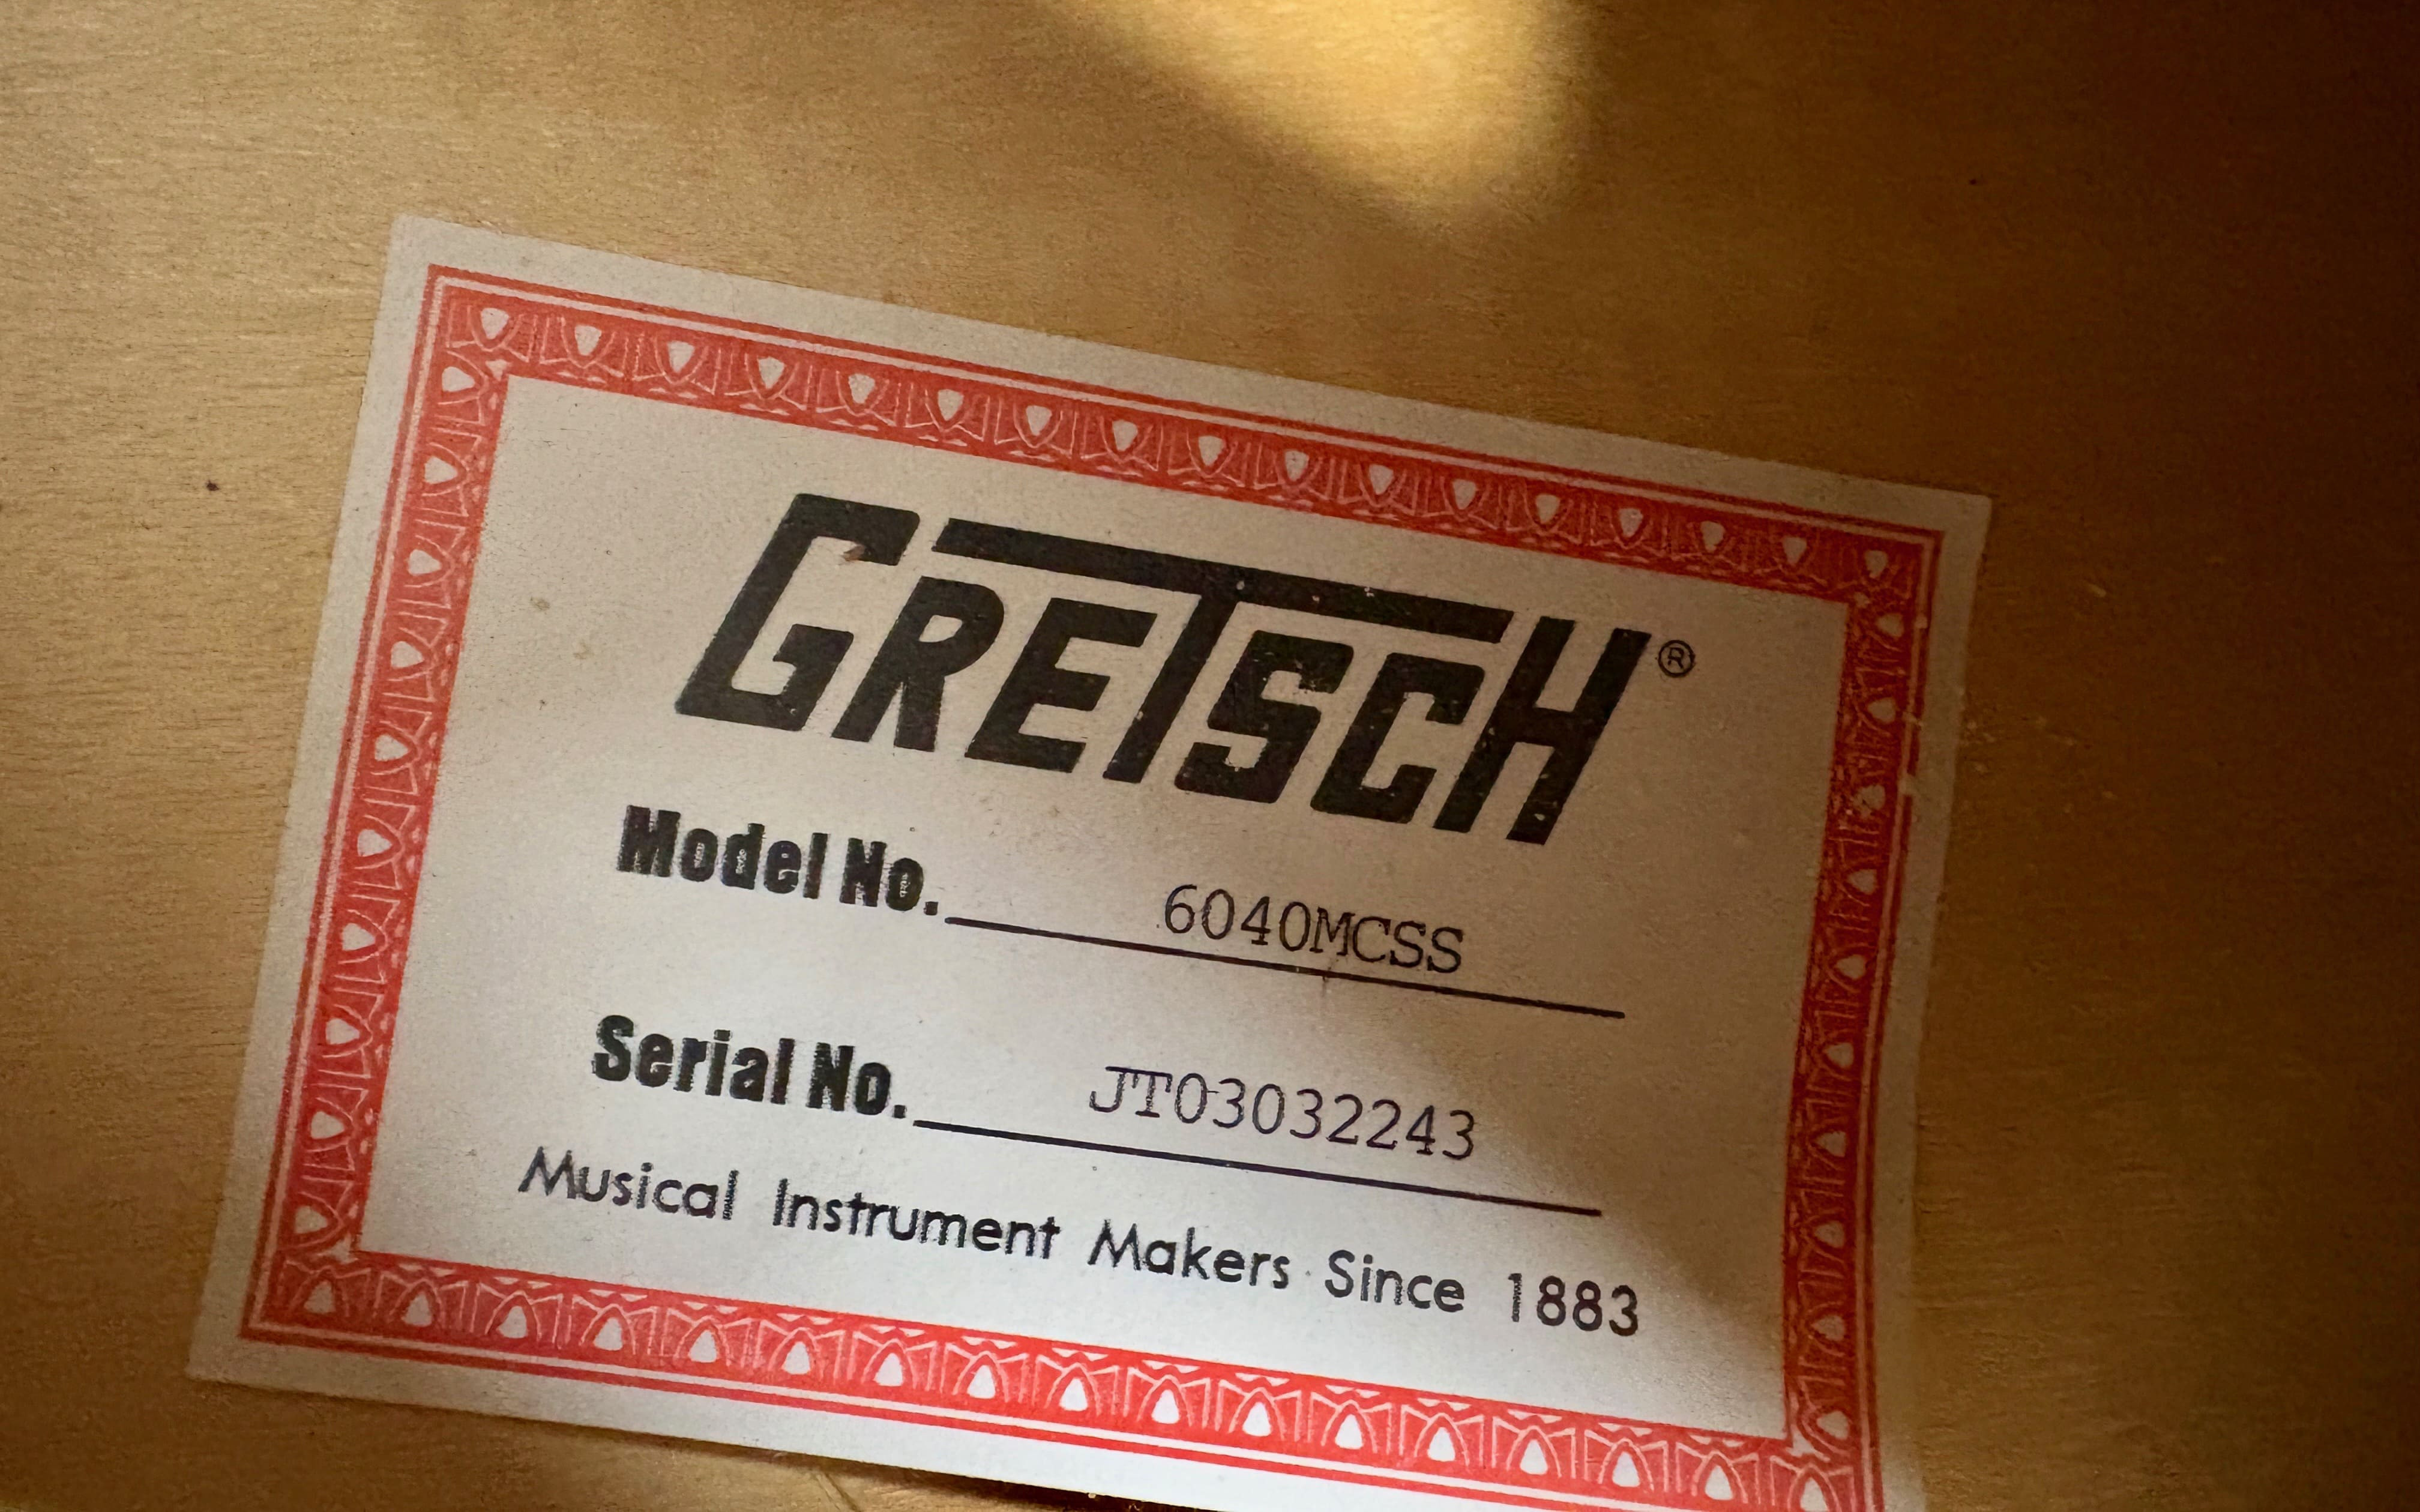 GRETSCH®
Model No. 6040MCSS
Serial No. JT03032243
Musical Instrument Makers Since 1883